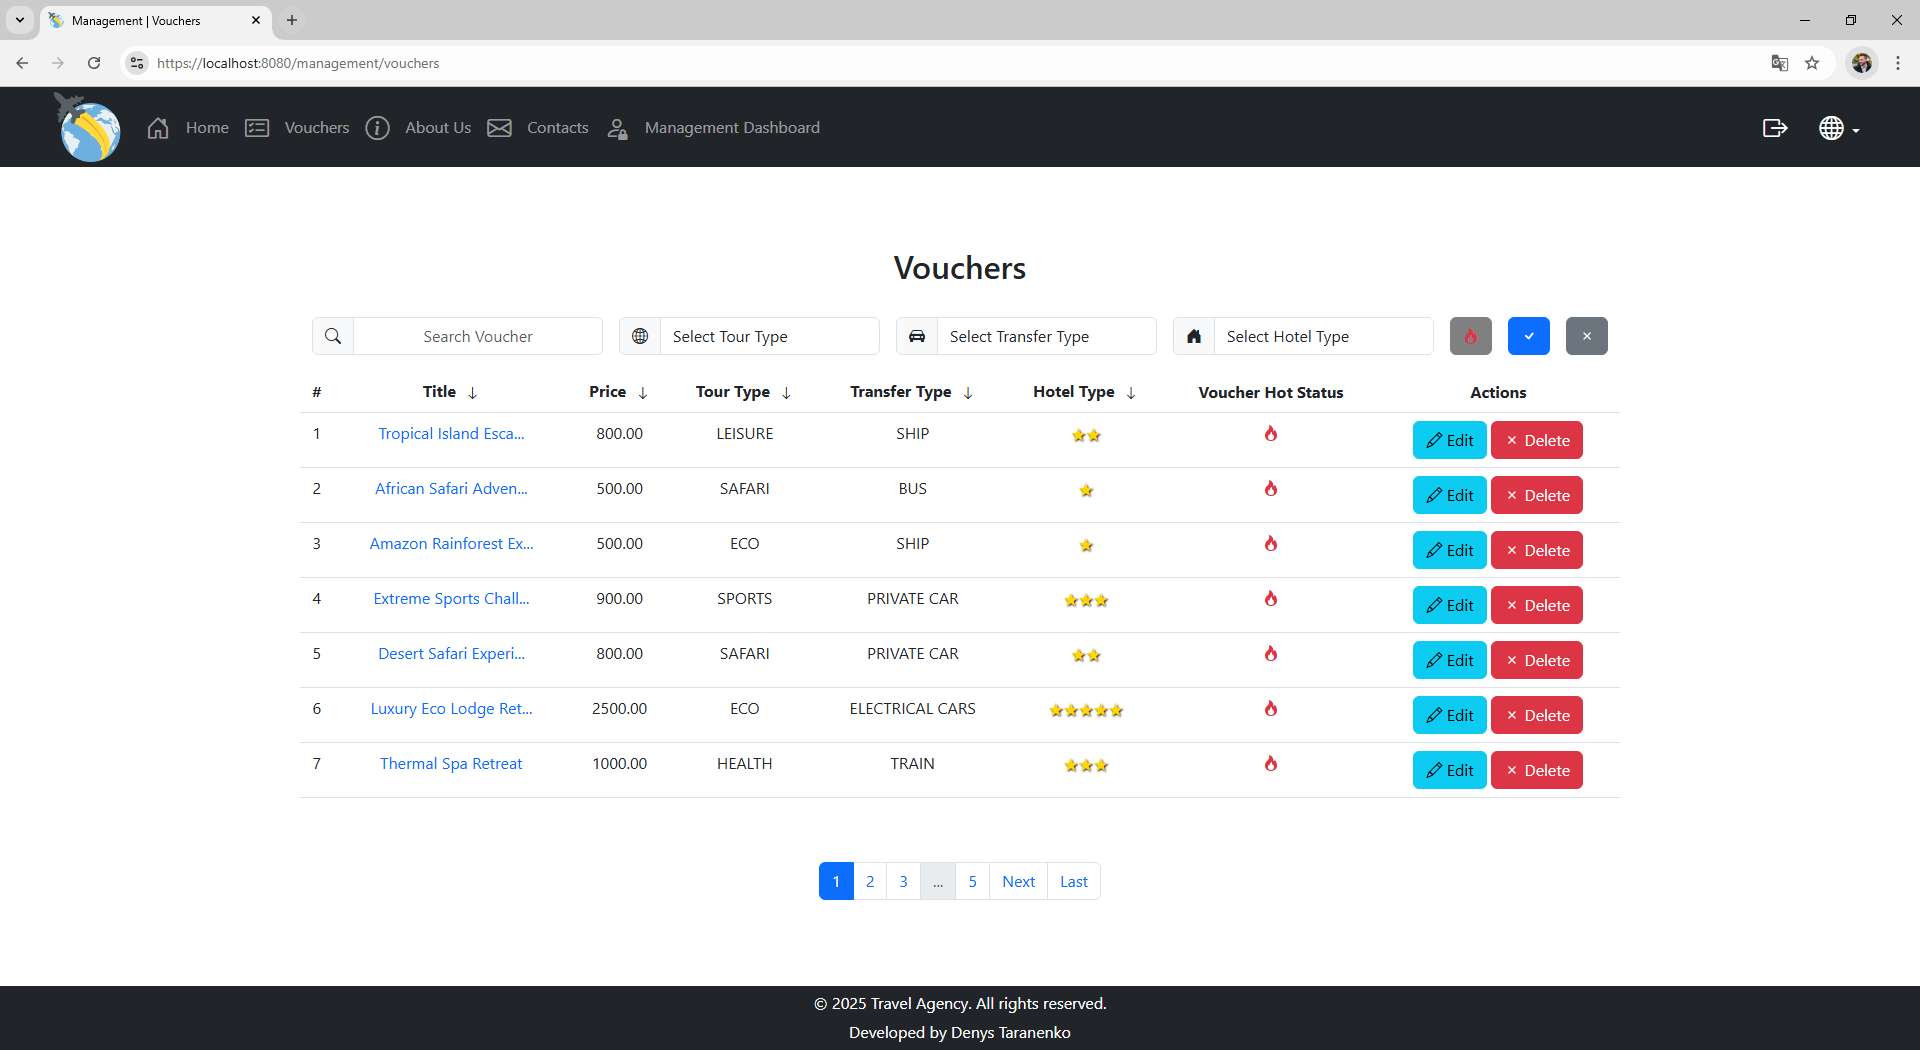 Management | Vouchers
https://localhost:8080/management/vouchers
Home Vouchers About Us Contacts Management Dashboard
Vouchers
Search Voucher Select Tour Type Select Transfer Type Select Hotel Type
# Title ↓ Price ↓ Tour Type ↓ Transfer Type ↓ Hotel Type ↓ Voucher Hot Status Actions
1 Tropical Island Esca... 800.00 LEISURE SHIP Edit Delete
2 African Safari Adven... 500.00 SAFARI BUS Edit Delete
3 Amazon Rainforest Ex... 500.00 ECO SHIP Edit Delete
4 Extreme Sports Chall... 900.00 SPORTS PRIVATE CAR Edit Delete
5 Desert Safari Experi... 800.00 SAFARI PRIVATE CAR Edit Delete
6 Luxury Eco Lodge Ret... 2500.00 ECO ELECTRICAL CARS Edit Delete
7 Thermal Spa Retreat 1000.00 HEALTH TRAIN Edit Delete
1 2 3 ... 5 Next Last
© 2025 Travel Agency. All rights reserved.
Developed by Denys Taranenko